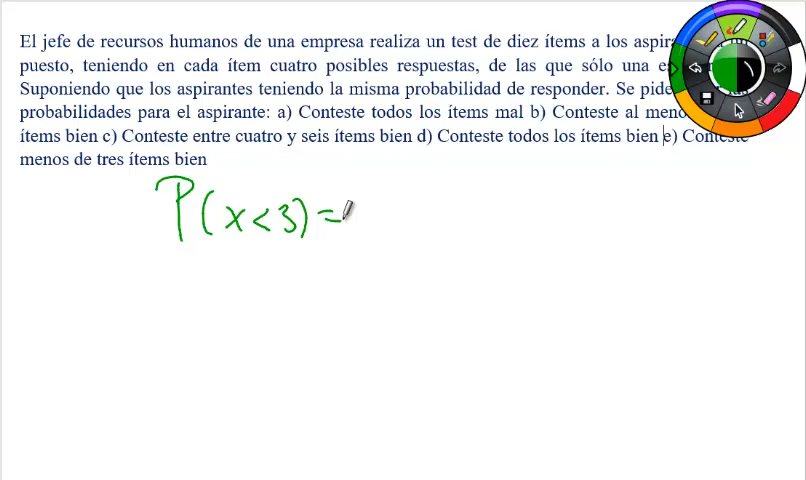 El jefe de recursos humanos de una empresa realiza un test de diez ítems a los
puesto, teniendo en cada ítem cuatro posibles respuestas, de las que sólo una
Suponiendo que los aspirantes teniendo la misma probabilidad de responder. Se
probabilidades para el aspirante: a) Conteste todos los ítems mal b) Conteste al
ítems bien c) Conteste entre cuatro y seis ítems bien d) Conteste todos los ítems bien e) Conteste
menos de tres ítems bien
P(x<3)=